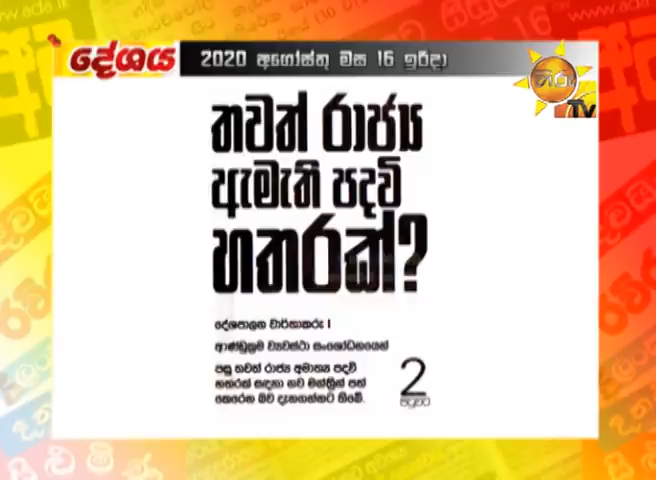 දේශය
2020 අගෝස්තු මස 16 ඉරිදා
හිරු
Tv
තවත් රාජ්‍ය
ඇමැති පදවි
හතරක්?
දේශපාලන වාර්තාකරු |
ආණ්ඩුක්‍රම ව්‍යවස්ථා සංශෝධනයෙන්
පසු තවත් රාජ්‍ය අමාත්‍ය පදවි
හතරක් සඳහා නව මන්ත්‍රීන් පත්
කෙරෙන බව දැනගන්නට තිබේ.
2
පිටුව